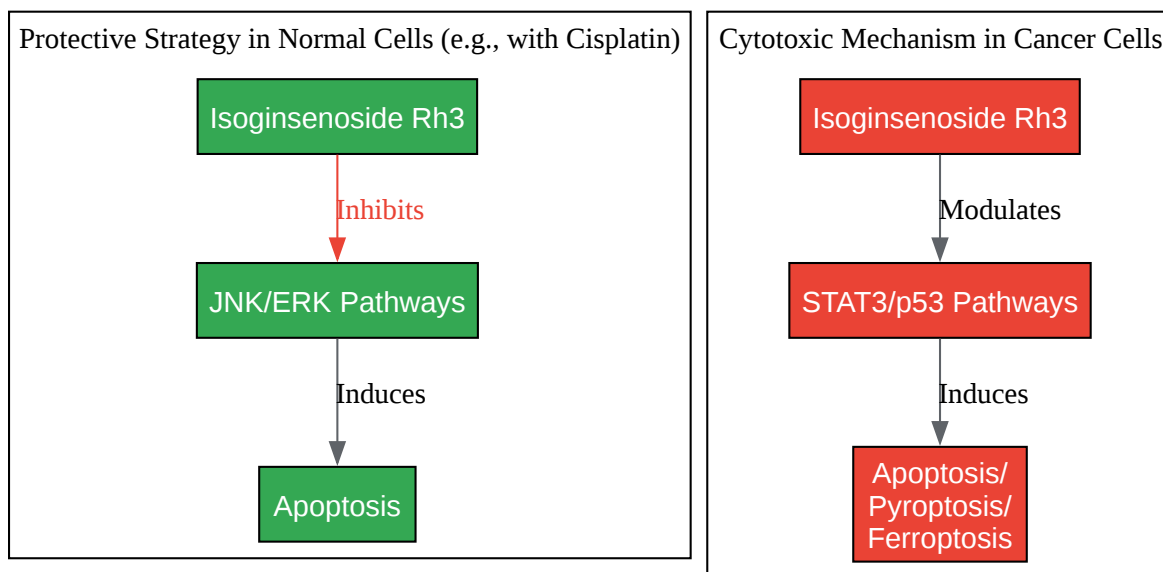 Protective Strategy in Normal Cells (e.g., with Cisplatin)
Isoginsenoside Rh3
Inhibits
JNK/ERK Pathways
Induces
Apoptosis
Cytotoxic Mechanism in Cancer Cells
Isoginsenoside Rh3
Modulates
STAT3/p53 Pathways
Induces
Apoptosis/
Pyroptosis/
Ferroptosis